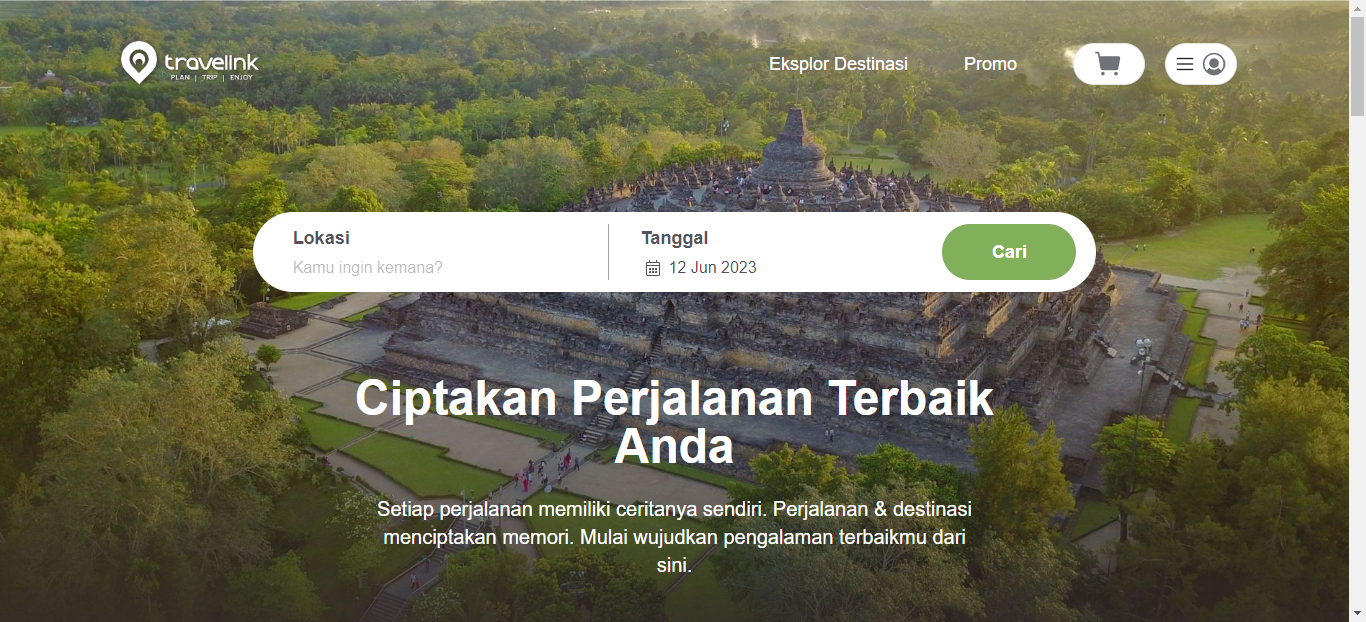 travelink
PLAN | TRIP | ENJOY
Eksplor Destinasi
Promo
Lokasi
Kamu ingin kemana?
Tanggal
12 Jun 2023
Cari
Ciptakan Perjalanan Terbaik
Anda
Setiap perjalanan memiliki ceritanya sendiri. Perjalanan & destinasi
menciptakan memori. Mulai wujudkan pengalaman terbaikmu dari
sini.